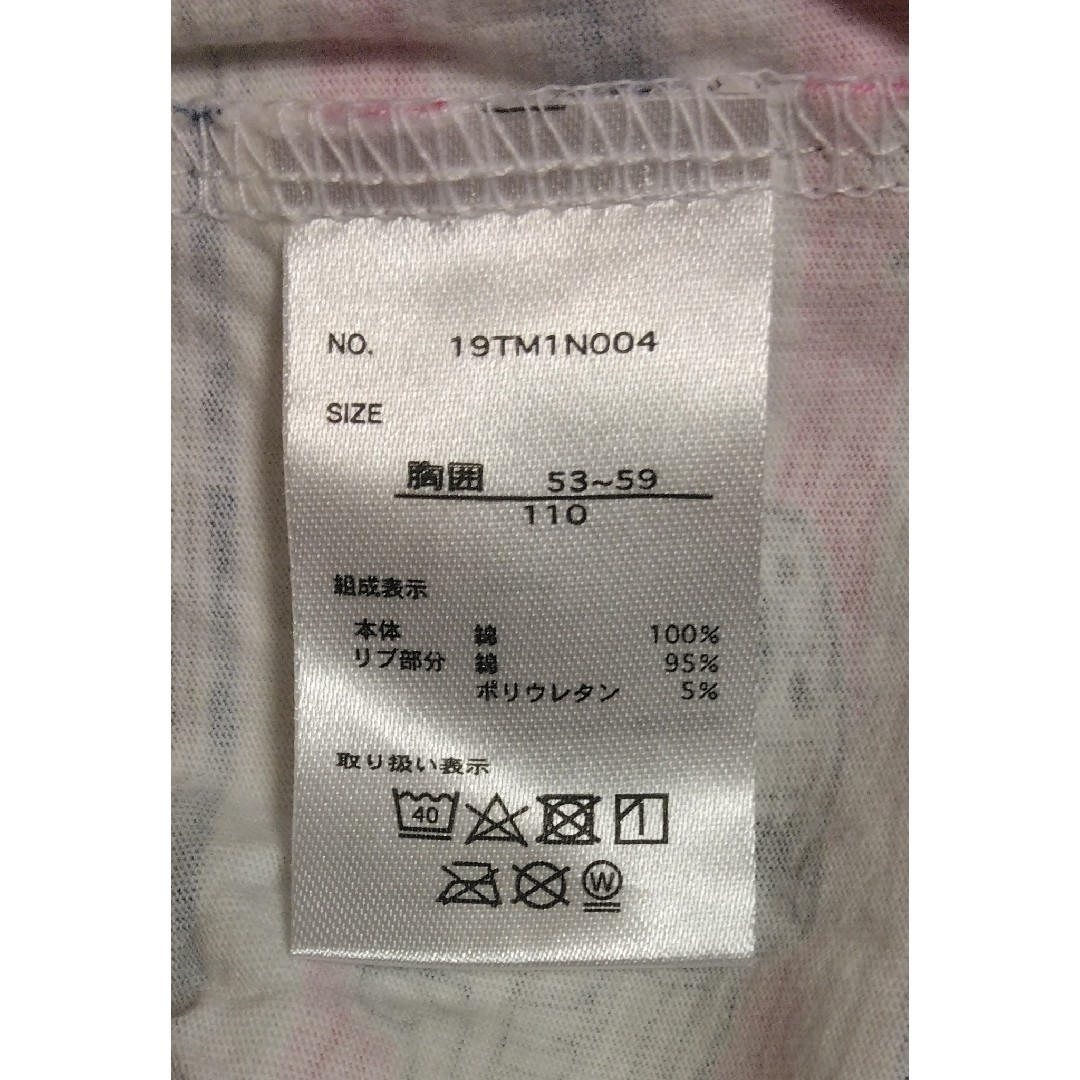 NO. 19TM1N004
SIZE
胸囲 53~59
110
組成表示
本体 綿 100%
リブ部分 綿 95%
ポリウレタン 5%
取り扱い表示
40
W